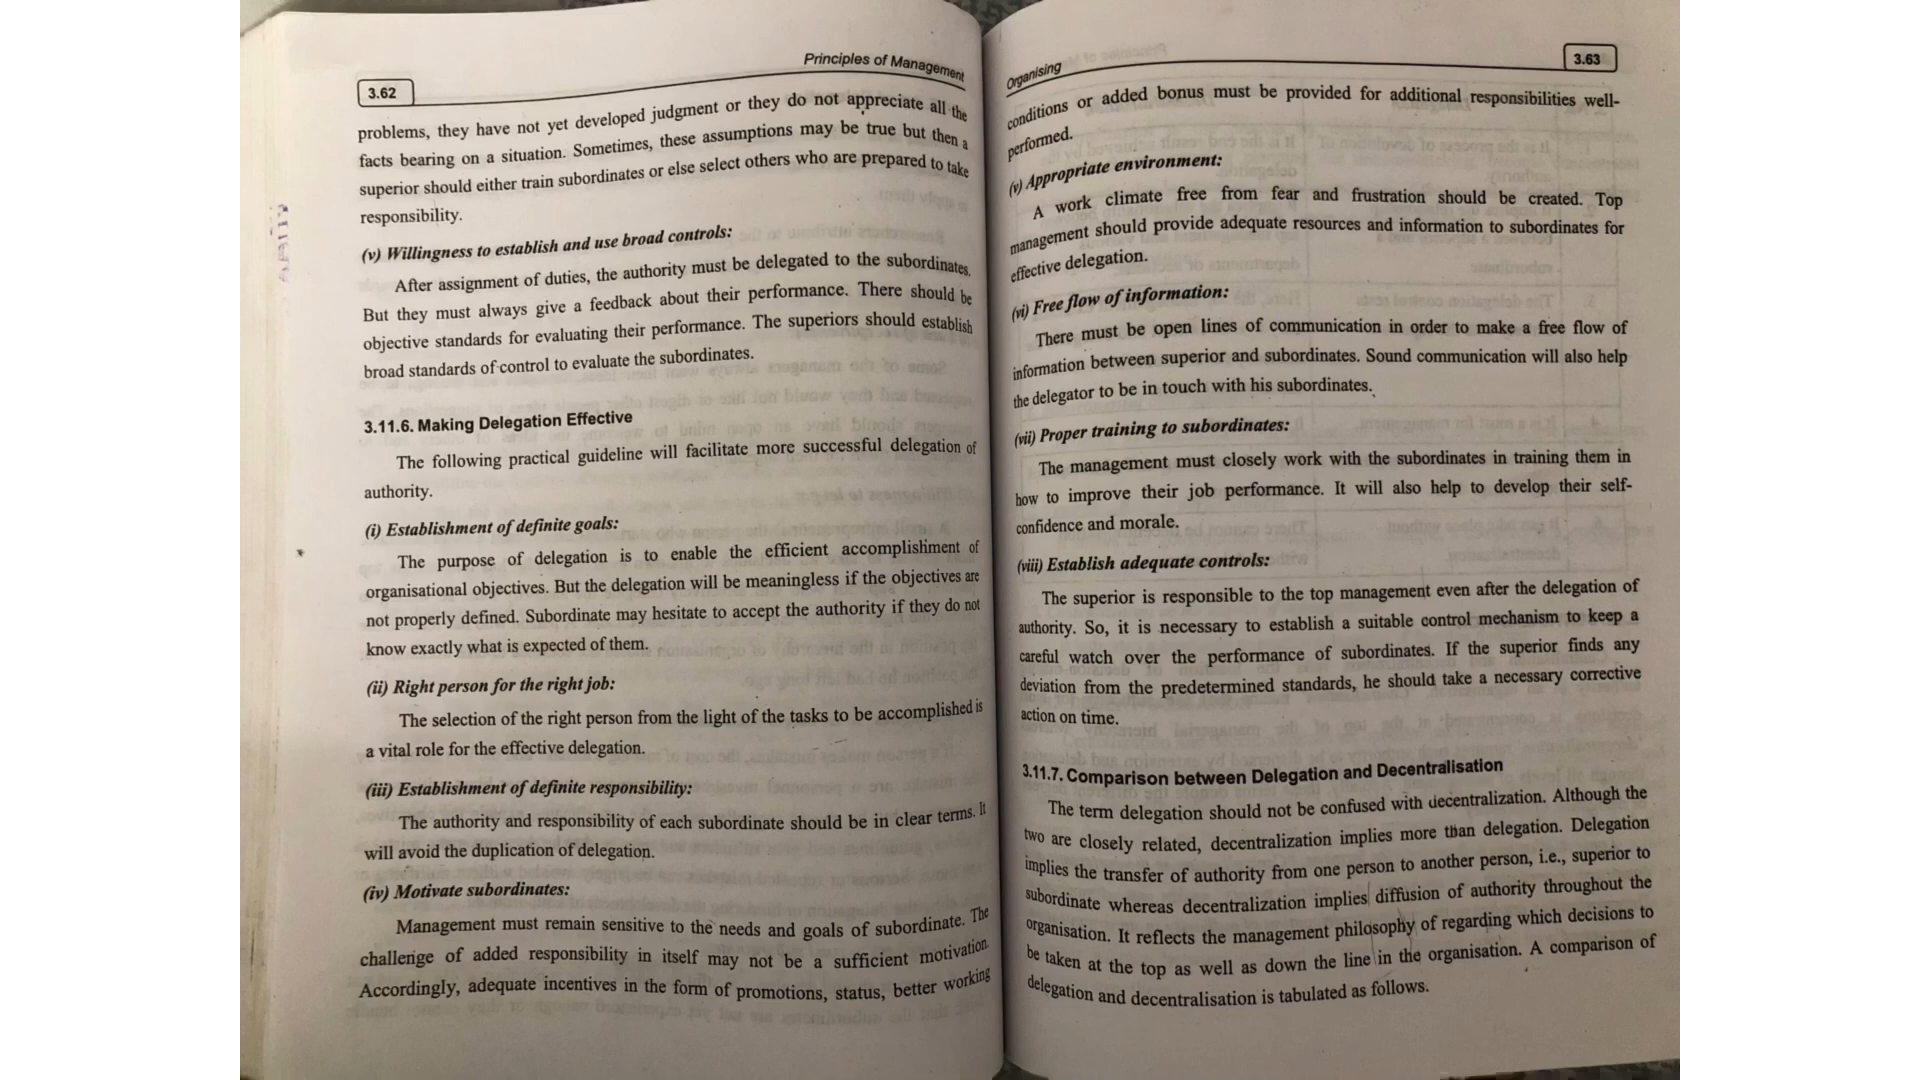 Principles of Management
3.62
problems, they have not yet developed judgment or they do not appreciate all the
facts bearing on a situation. Sometimes, these assumptions may be true but then a
superior should either train subordinates or else select others who are prepared to take
responsibility.
(v) Willingness to establish and use broad controls:
After assignment of duties, the authority must be delegated to the subordinates.
But they must always give a feedback about their performance. There should be
objective standards for evaluating their performance. The superiors should establish
broad standards of control to evaluate the subordinates.
3.11.6. Making Delegation Effective
The following practical guideline will facilitate more successful delegation of
authority.
(i) Establishment of definite goals:
The purpose of delegation is to enable the efficient accomplishment of
organisational objectives. But the delegation will be meaningless if the objectives are
not properly defined. Subordinate may hesitate to accept the authority if they do not
know exactly what is expected of them.
(ii) Right person for the right job:
The selection of the right person from the light of the tasks to be accomplished is
a vital role for the effective delegation.
(iii) Establishment of definite responsibility:
The authority and responsibility of each subordinate should be in clear terms. It
will avoid the duplication of delegation.
(iv) Motivate subordinates:
Management must remain sensitive to the needs and goals of subordinate. The
challenge of added responsibility in itself may not be a sufficient motivation.
Accordingly, adequate incentives in the form of promotions, status, better working
Organising
3.63
conditions or added bonus must be provided for additional responsibilities well-
performed.
(v) Appropriate environment:
A work climate free from fear and frustration should be created. Top
management should provide adequate resources and information to subordinates for
effective delegation.
(vi) Free flow of information:
There must be open lines of communication in order to make a free flow of
information between superior and subordinates. Sound communication will also help
the delegator to be in touch with his subordinates.
(vii) Proper training to subordinates:
The management must closely work with the subordinates in training them in
how to improve their job performance. It will also help to develop their self-
confidence and morale.
(viii) Establish adequate controls:
The superior is responsible to the top management even after the delegation of
authority. So, it is necessary to establish a suitable control mechanism to keep a
careful watch over the performance of subordinates. If the superior finds any
deviation from the predetermined standards, he should take a necessary corrective
action on time.
3.11.7. Comparison between Delegation and Decentralisation
The term delegation should not be confused with decentralization. Although the
two are closely related, decentralization implies more than delegation. Delegation
implies the transfer of authority from one person to another person, i.e., superior to
subordinate whereas decentralization implies diffusion of authority throughout the
organisation. It reflects the management philosophy of regarding which decisions to
be taken at the top as well as down the line in the organisation. A comparison of
delegation and decentralisation is tabulated as follows.